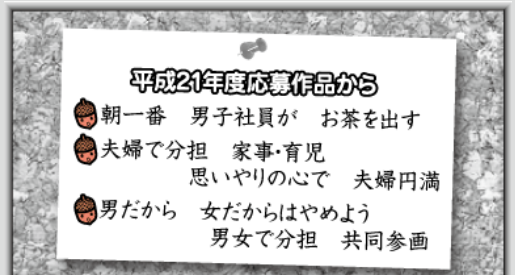 平成21年度応募作品から
朝一番　男子社員が　お茶を出す
夫婦で分担　家事・育児
思いやりの心で　夫婦円満
男だから　女だからはやめよう
男女で分担　共同参画